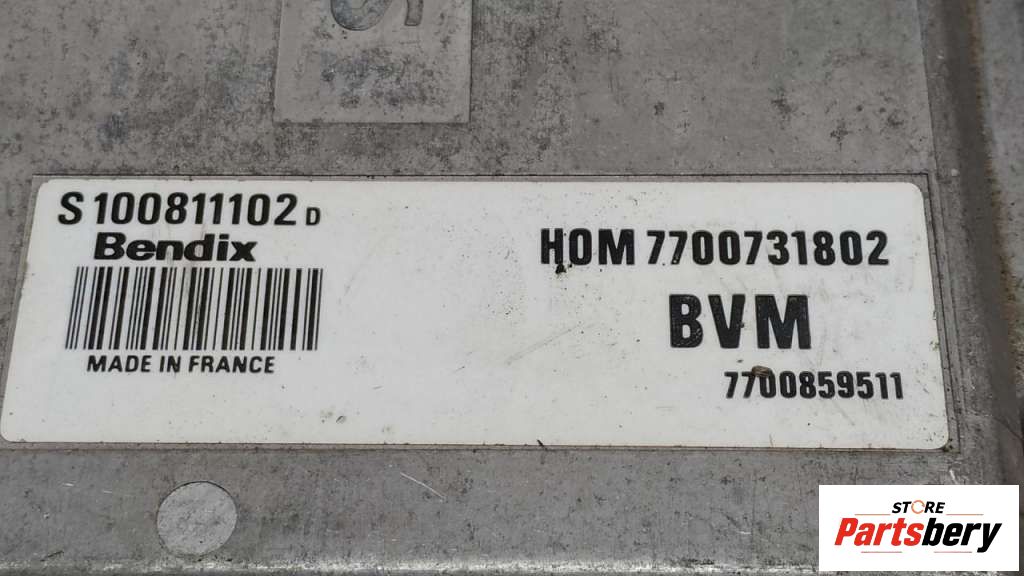 S 100811102 D
Bendix
MADE IN FRANCE
HOM 7700731802
BVM
7700859511
STORE
Partsbery